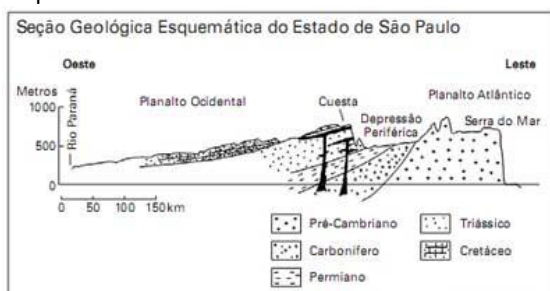 Seção Geológica Esquemática do Estado de São Paulo
Oeste
Leste
Metros
1000
500
0
Rio Paraná
Planalto Ocidental
Cuesta
Depressão
Periférica
Planalto Atlântico
Serra do Mar
0 50 100 150km
Pré-Cambriano
Triássico
Carbonífero
Cretáceo
Permiano